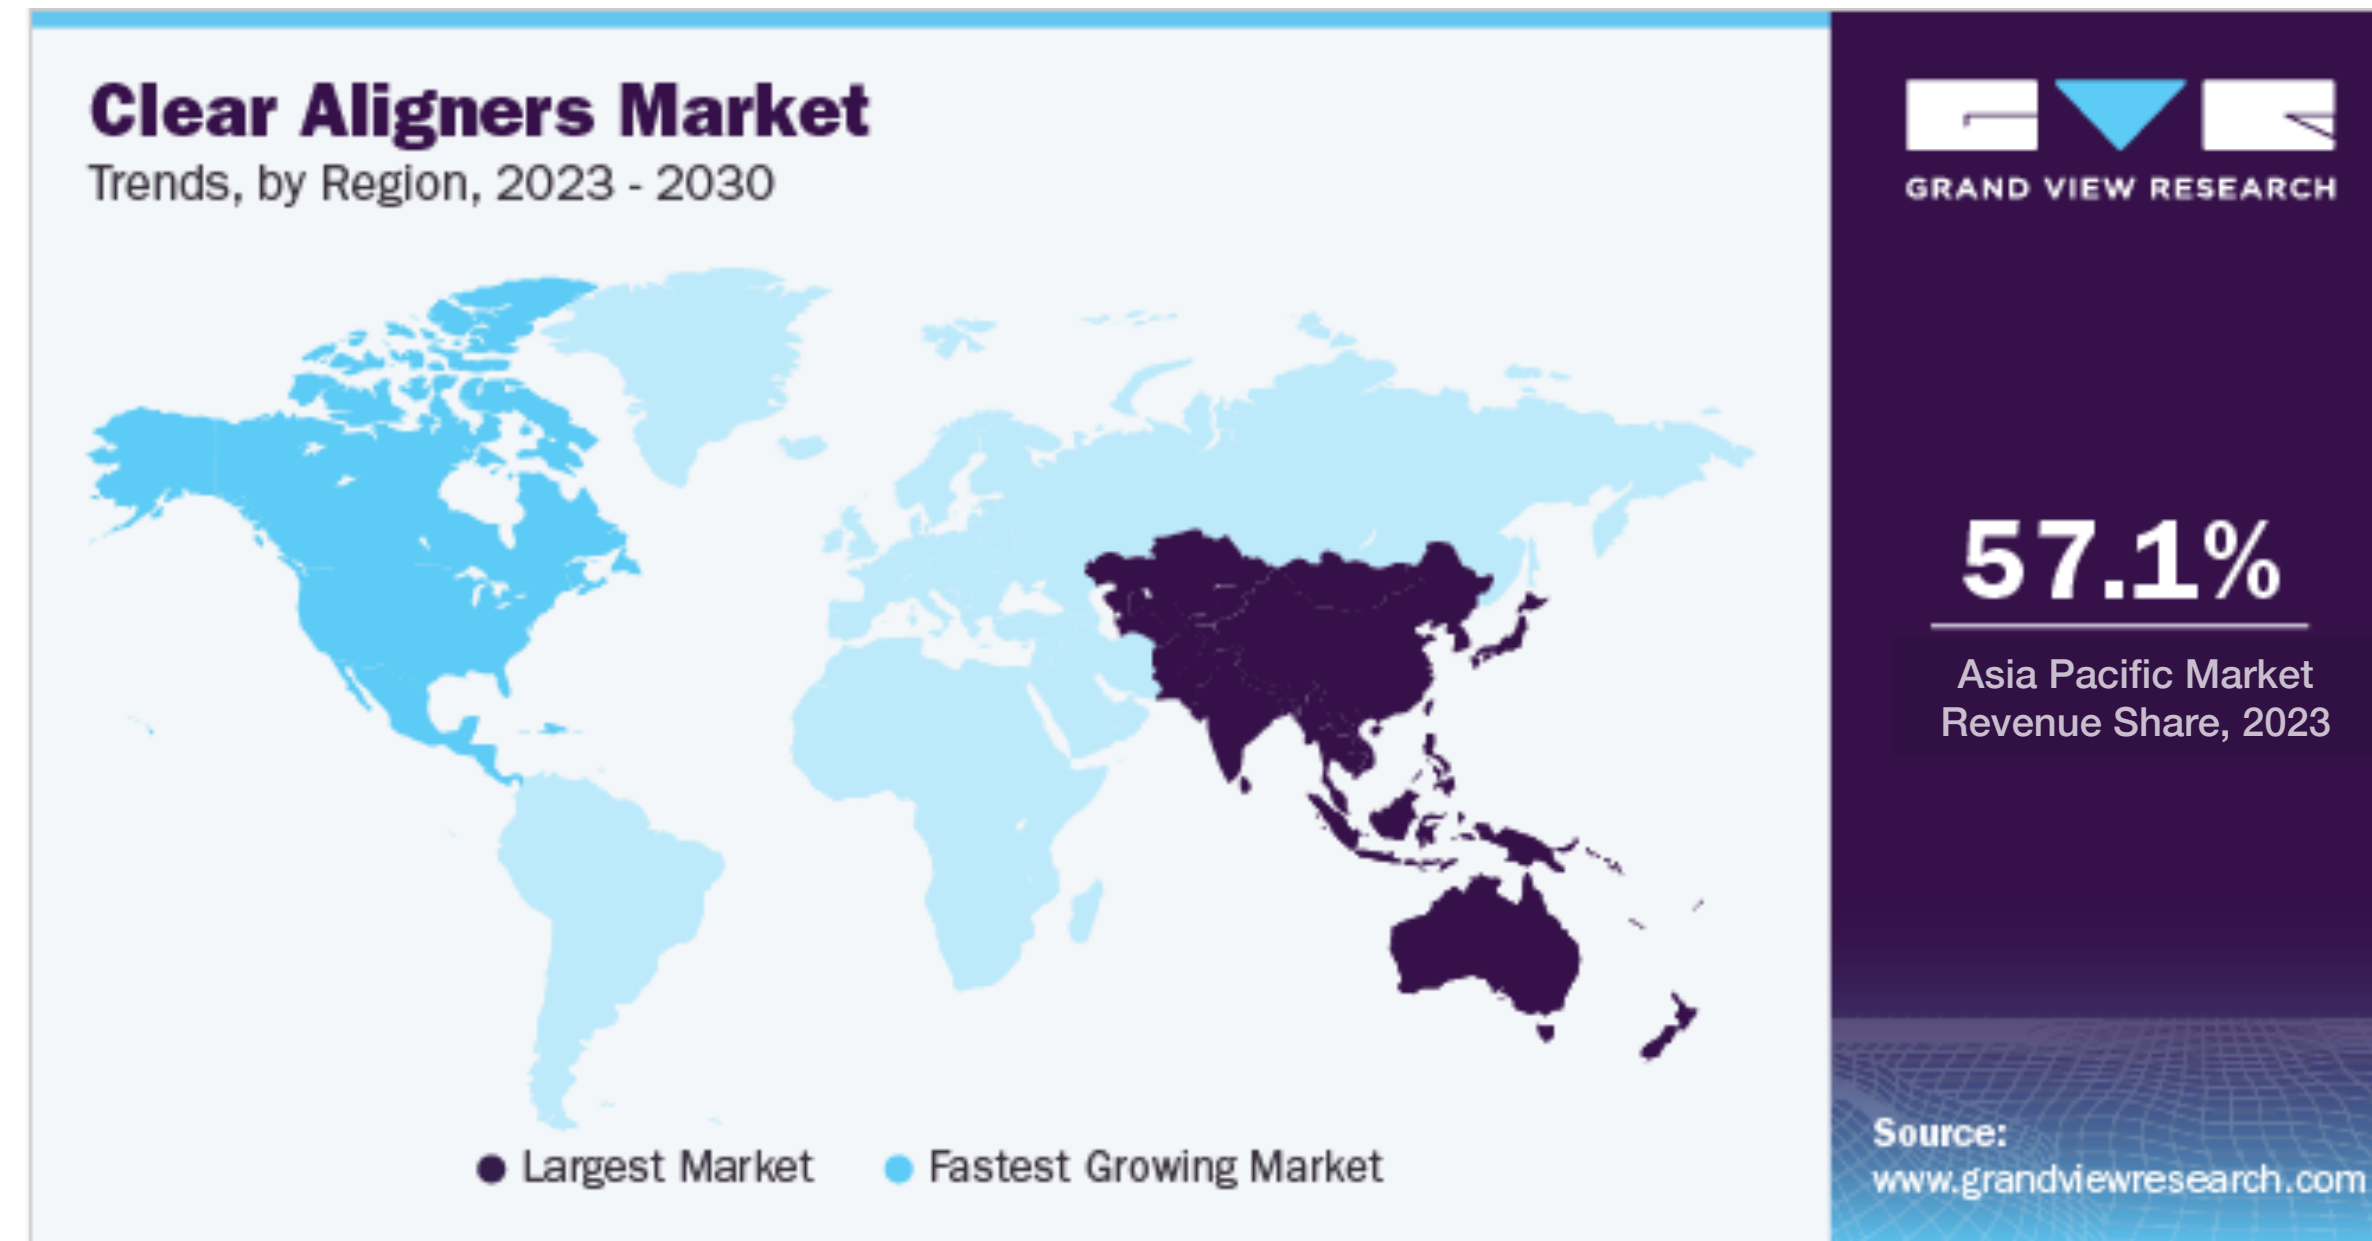 Clear Aligners Market
Trends, by Region, 2023 - 2030
Largest Market
Fastest Growing Market
GVR
GRAND VIEW RESEARCH
57.1%
Asia Pacific Market
Revenue Share, 2023
Source:
www.grandviewresearch.com